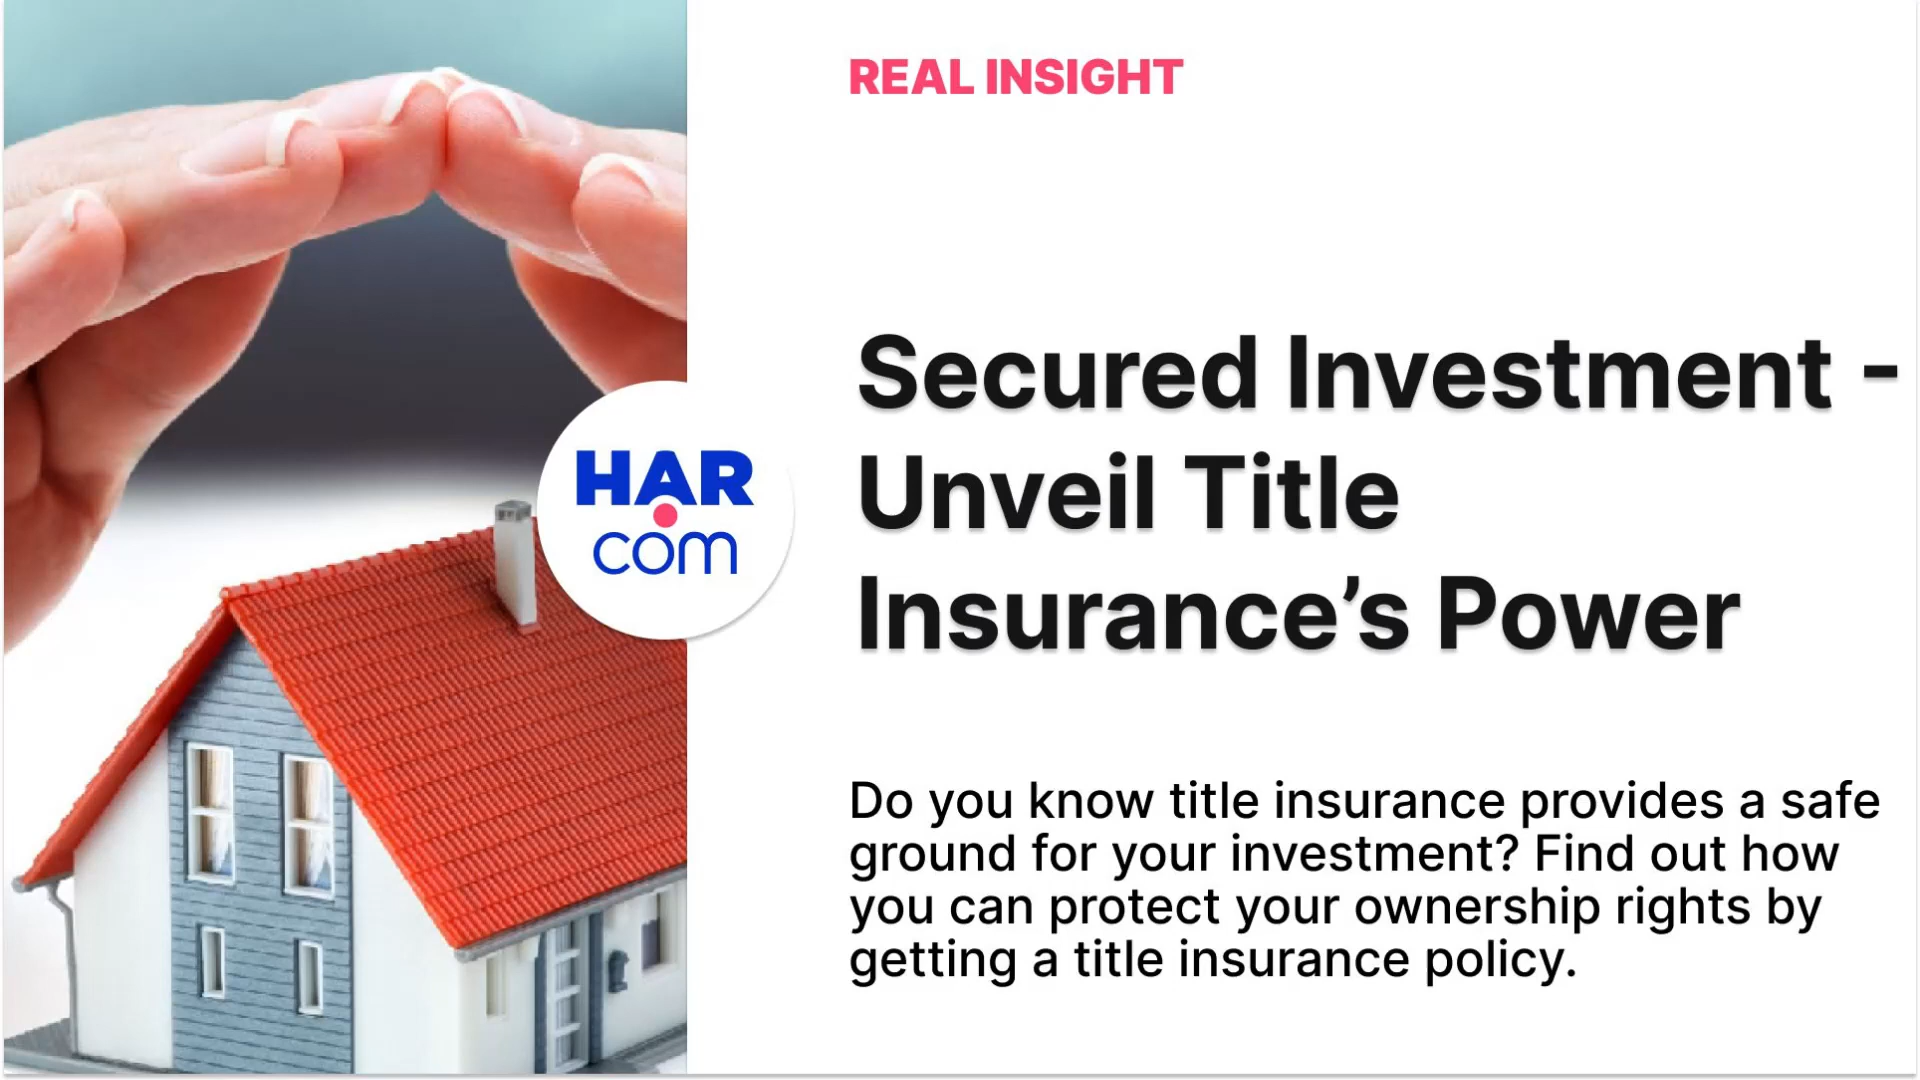 REAL INSIGHT
Secured Investment -
Unveil Title
Insurance’s Power
HAR
com
Do you know title insurance provides a safe
ground for your investment? Find out how
you can protect your ownership rights by
getting a title insurance policy.